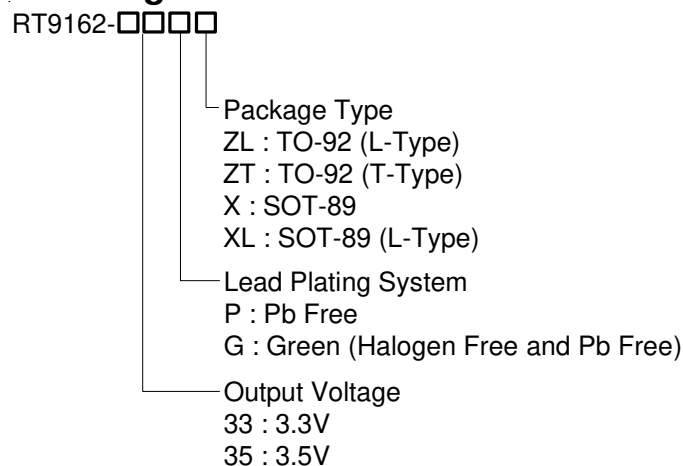 RT9162-□□□□
Package Type
ZL : TO-92 (L-Type)
ZT : TO-92 (T-Type)
X : SOT-89
XL : SOT-89 (L-Type)
Lead Plating System
P : Pb Free
G : Green (Halogen Free and Pb Free)
Output Voltage
33 : 3.3V
35 : 3.5V